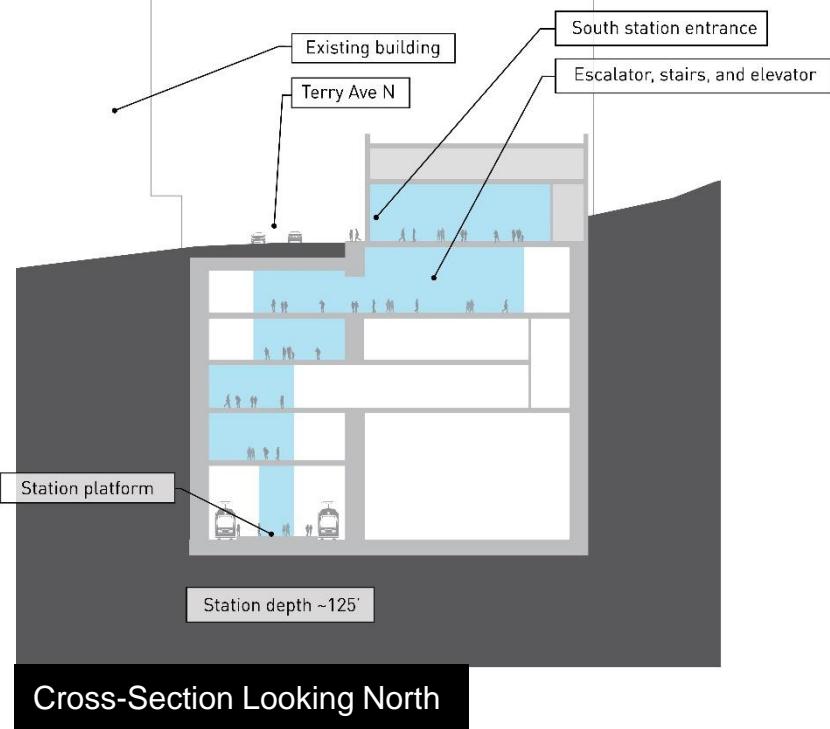 South station entrance
Existing building
Escalator, stairs, and elevator
Terry Ave N
Station platform
Station depth ~125'
Cross-Section Looking North